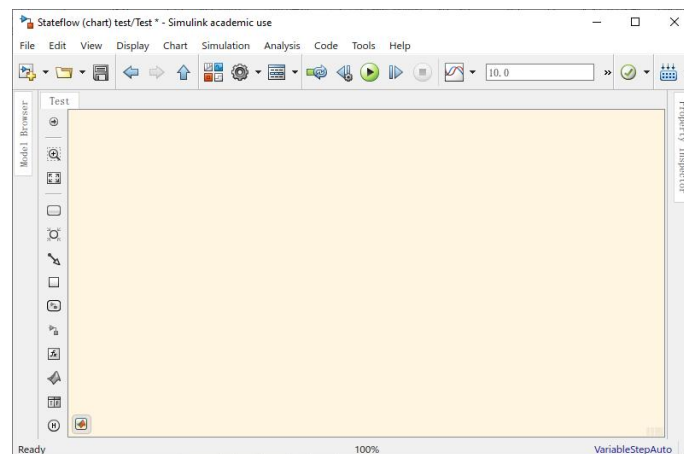 Stateflow (chart) test/Test * - Simulink academic use
File Edit View Display Chart Simulation Analysis Code Tools Help
10.0 »
Model Browser
Test
Property Inspector
fx
H
Ready 100% VariableStepAuto